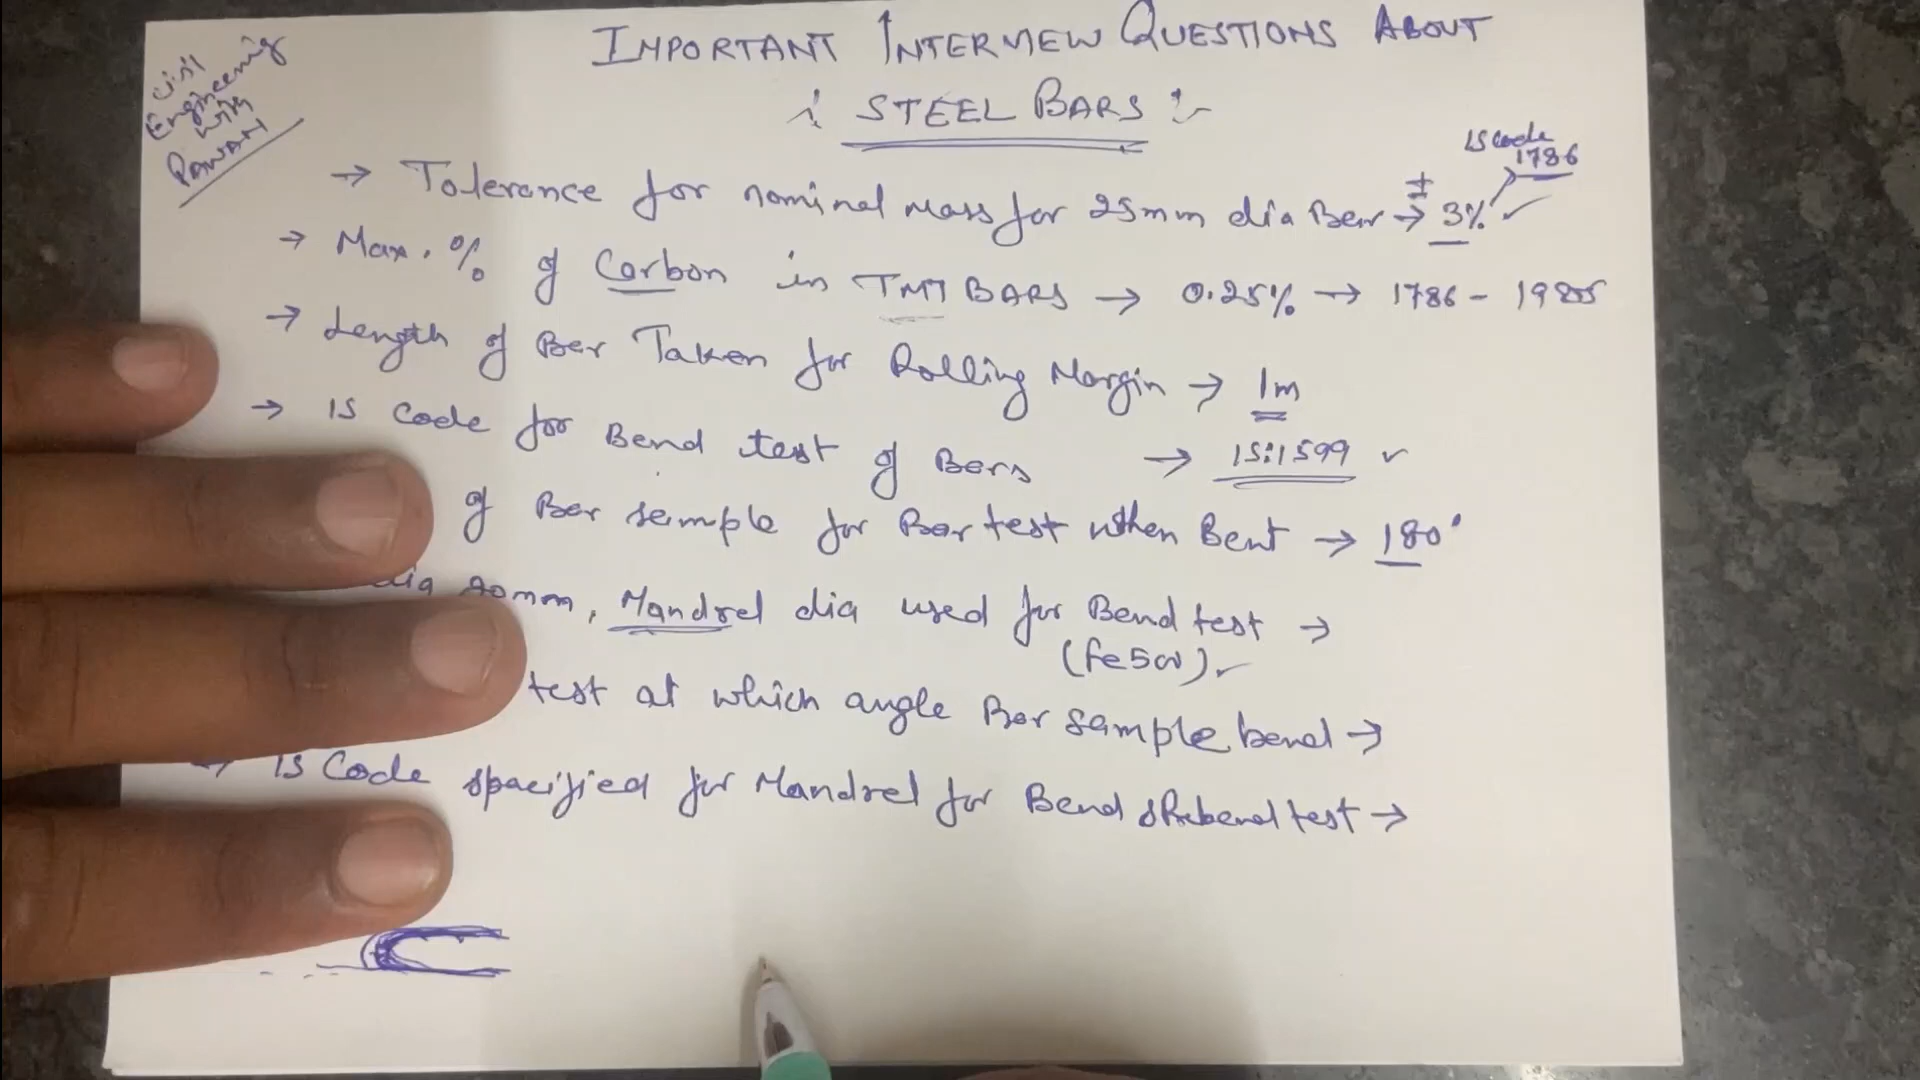 Civil
Engineering
with
PAWAN
IMPORTANT INTERVIEW QUESTIONS ABOUT
STEEL BARS :-
IS code
1786
→ Tolerance for nominal mass for 25mm dia Bar → ± 3% ✓
→ Max. % of Carbon in TMT BARS → 0.25% → 1786 - 1985
→ Length of Bar Taken for Rolling Margin → 1m
→ IS Code for Bend test of Bars → IS:1599 ✓
of Bar sample for Bar test when Bent → 180°
dia 20mm, Mandrel dia used for Bend test →
(fe500) ✓
test at which angle Bar sample bend →
→ IS Code specified for Mandrel for Bend & Rebend test →